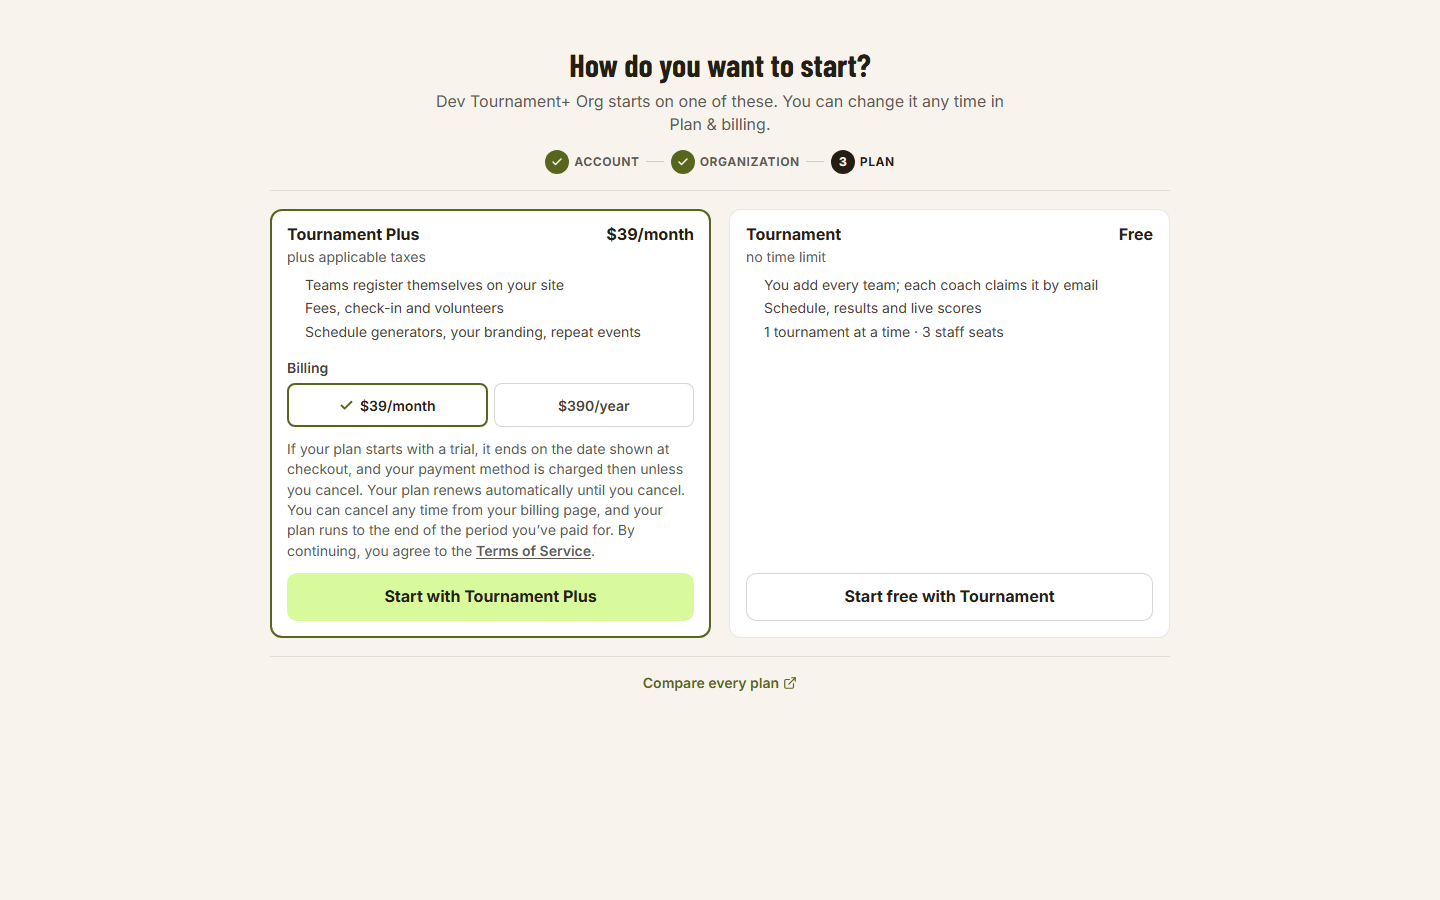 How do you want to start?
Dev Tournament+ Org starts on one of these. You can change it any time in
Plan & billing.
ACCOUNT
ORGANIZATION
3 PLAN
Tournament Plus $39/month
plus applicable taxes
Teams register themselves on your site
Fees, check-in and volunteers
Schedule generators, your branding, repeat events
Billing
$39/month
$390/year
If your plan starts with a trial, it ends on the date shown at
checkout, and your payment method is charged then unless
you cancel. Your plan renews automatically until you cancel.
You can cancel any time from your billing page, and your
plan runs to the end of the period you’ve paid for. By
continuing, you agree to the Terms of Service.
Start with Tournament Plus
Tournament Free
no time limit
You add every team; each coach claims it by email
Schedule, results and live scores
1 tournament at a time · 3 staff seats
Start free with Tournament
Compare every plan